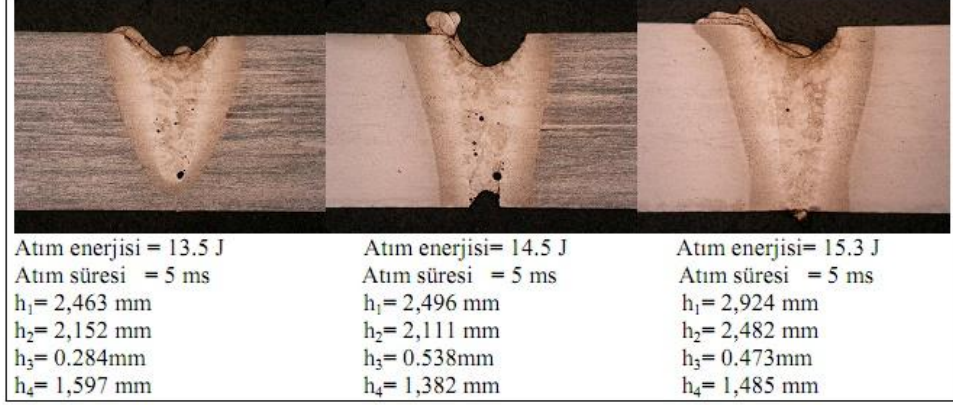 Atım enerjisi = 13.5 J
Atım süresi = 5 ms
h₁= 2,463 mm
h₂= 2,152 mm
h₃= 0.284mm
h₄= 1,597 mm
Atım enerjisi= 14.5 J
Atım süresi = 5 ms
h₁= 2,496 mm
h₂= 2,111 mm
h₃= 0.538mm
h₄= 1,382 mm
Atım enerjisi= 15.3 J
Atım süresi = 5 ms
h₁= 2,924 mm
h₂= 2,482 mm
h₃= 0.473mm
h₄= 1,485 mm